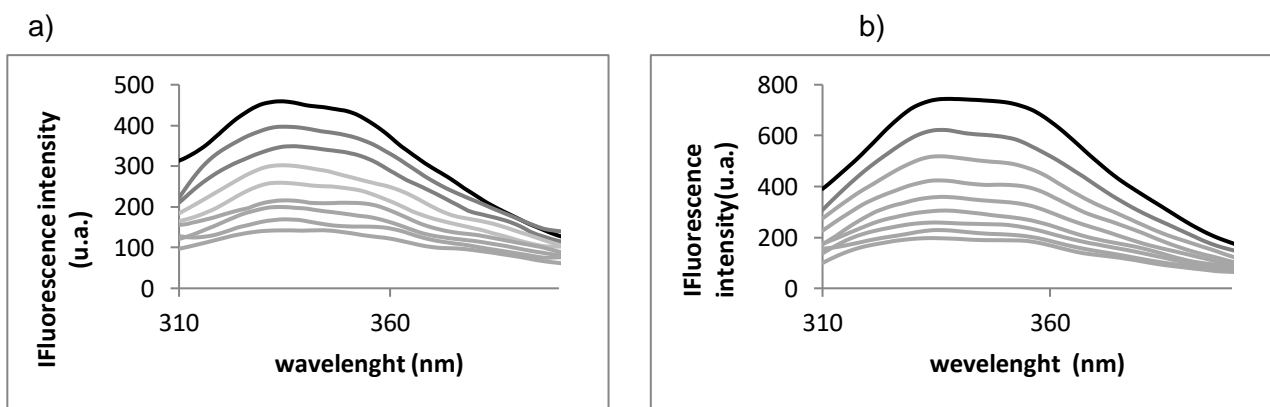 a)
b)
500
400
300
200
100
0
310
360
IFluorescence intensity
(u.a.)
wavelenght (nm)
800
600
400
200
0
310
360
IFluorescence
intensity(u.a.)
wevelenght (nm)